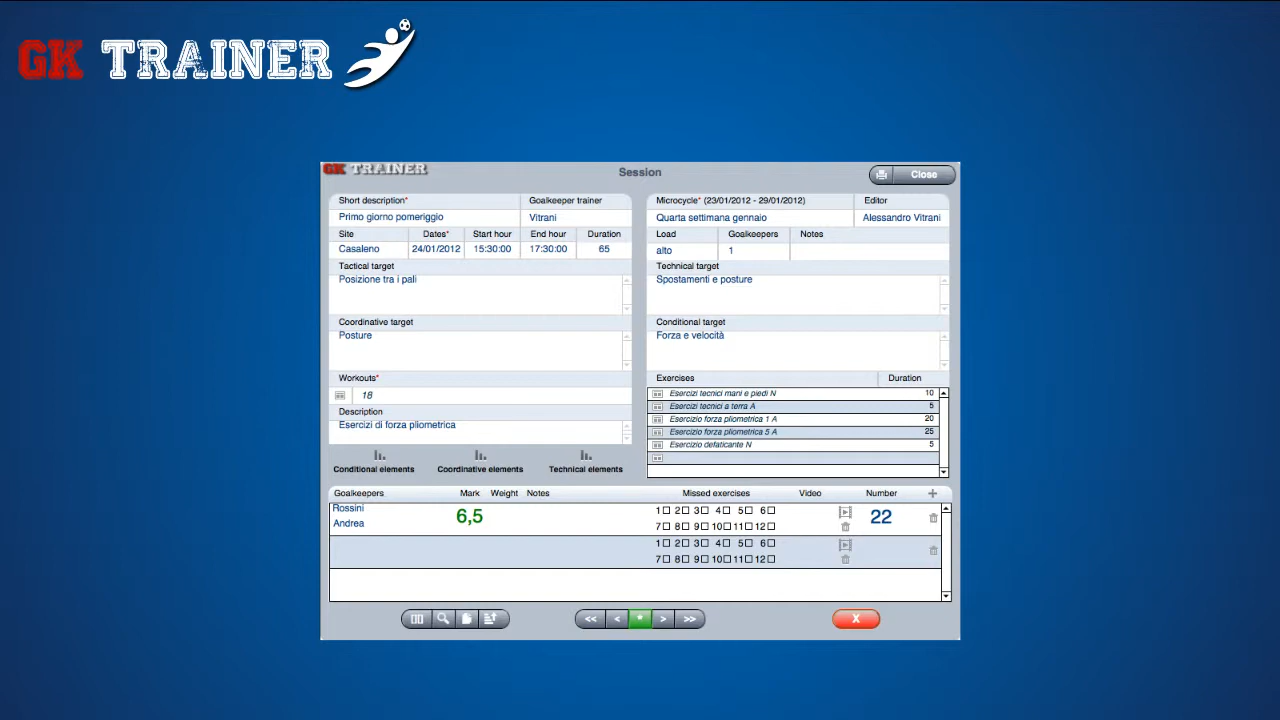 GK TRAINER
GK TRAINER
Session
Close
Short description*
Goalkeeper trainer
Primo giorno pomeriggio
Vitrani
Site
Dates*
Start hour
End hour
Duration
Casaleno
24/01/2012
15:30:00
17:30:00
65
Tactical target
Posizione tra i pali
Coordinative target
Posture
Workouts*
18
Description
Esercizi di forza pliometrica
Conditional elements
Coordinative elements
Technical elements
Microcycle* (23/01/2012 - 29/01/2012)
Editor
Quarta settimana gennaio
Alessandro Vitrani
Load
Goalkeepers
Notes
alto
1
Technical target
Spostamenti e posture
Conditional target
Forza e velocità
Exercises
Duration
Esercizi tecnici mani e piedi N 10
Esercizi tecnici a terra A 5
Esercizio forza pliometrica 1 A 20
Esercizio forza pliometrica 5 A 25
Esercizio defaticante N 5
Goalkeepers Mark Weight Notes Missed exercises Video Number +
Rossini
Andrea
6,5
1 2 3 4 5 6
7 8 9 10 11 12
22
1 2 3 4 5 6
7 8 9 10 11 12
<< < * > >>
X